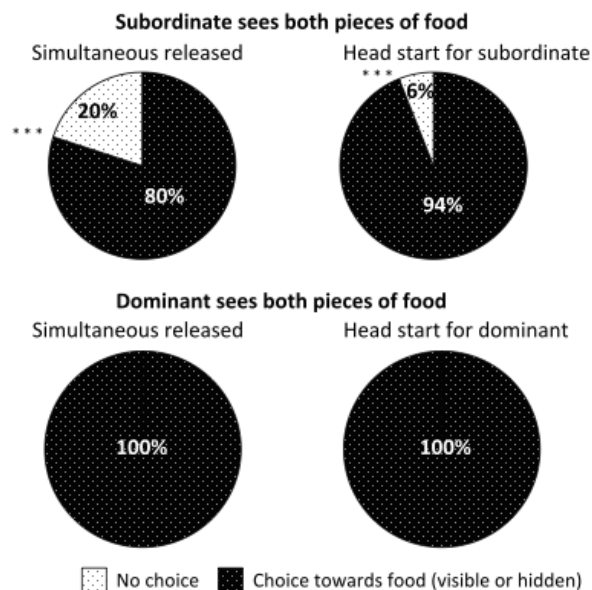 Subordinate sees both pieces of food
Simultaneous released
Head start for subordinate
* * *
20%
80%
* * *
6%
94%
Dominant sees both pieces of food
Simultaneous released
Head start for dominant
100%
100%
No choice
Choice towards food (visible or hidden)